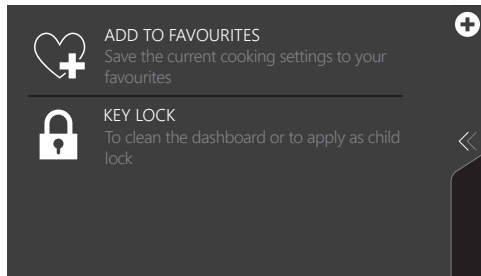 ADD TO FAVOURITES
Save the current cooking settings to your
favourites
KEY LOCK
To clean the dashboard or to apply as child
lock